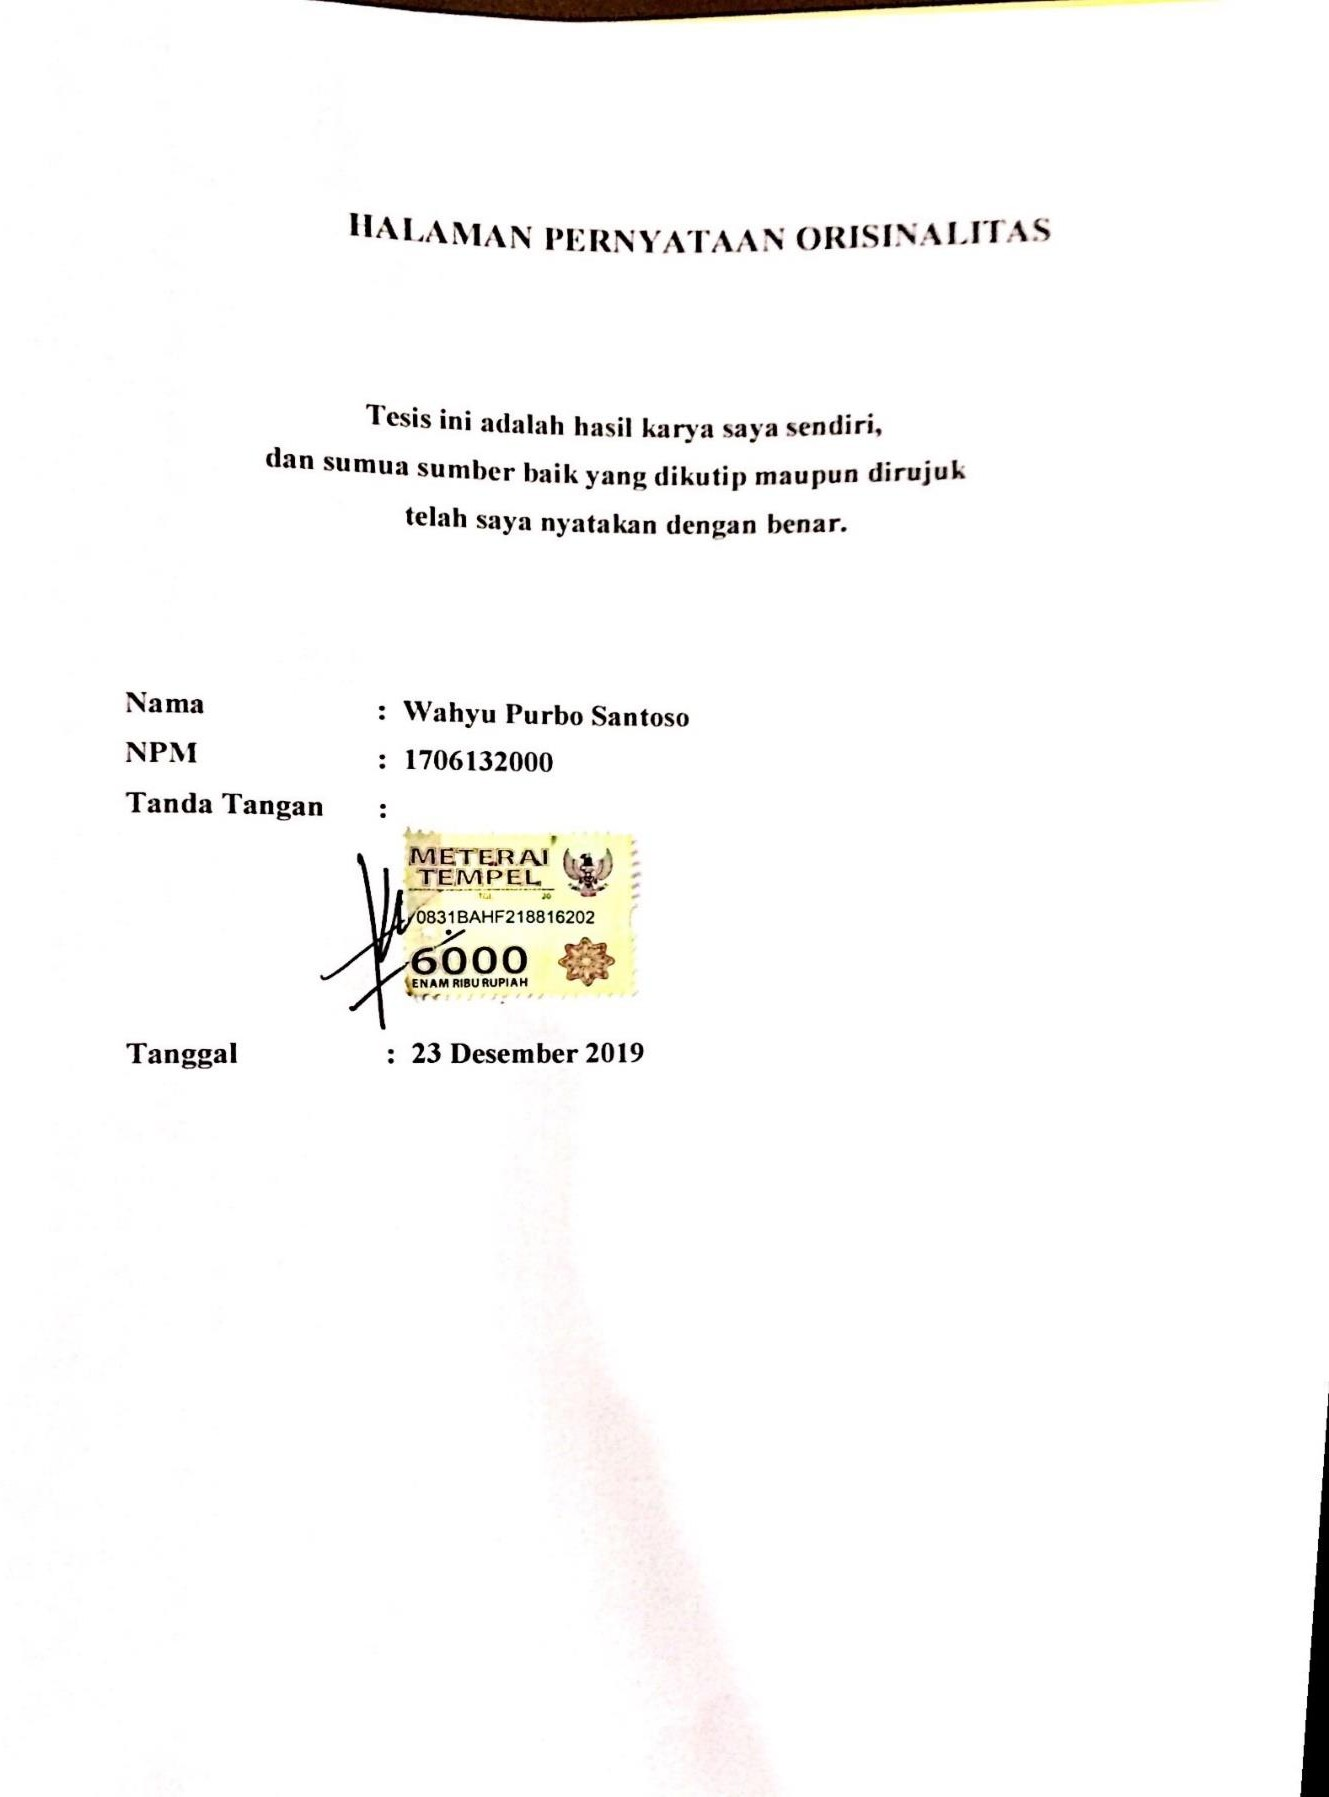 HALAMAN PERNYATAAN ORISINALITAS
Tesis ini adalah hasil karya saya sendiri,
dan sumua sumber baik yang dikutip maupun dirujuk
telah saya nyatakan dengan benar.
Nama : Wahyu Purbo Santoso
NPM : 1706132000
Tanda Tangan :
METERAI
TEMPEL
TGL 20
0831BAHF218816202
6000
ENAM RIBU RUPIAH
Tanggal : 23 Desember 2019